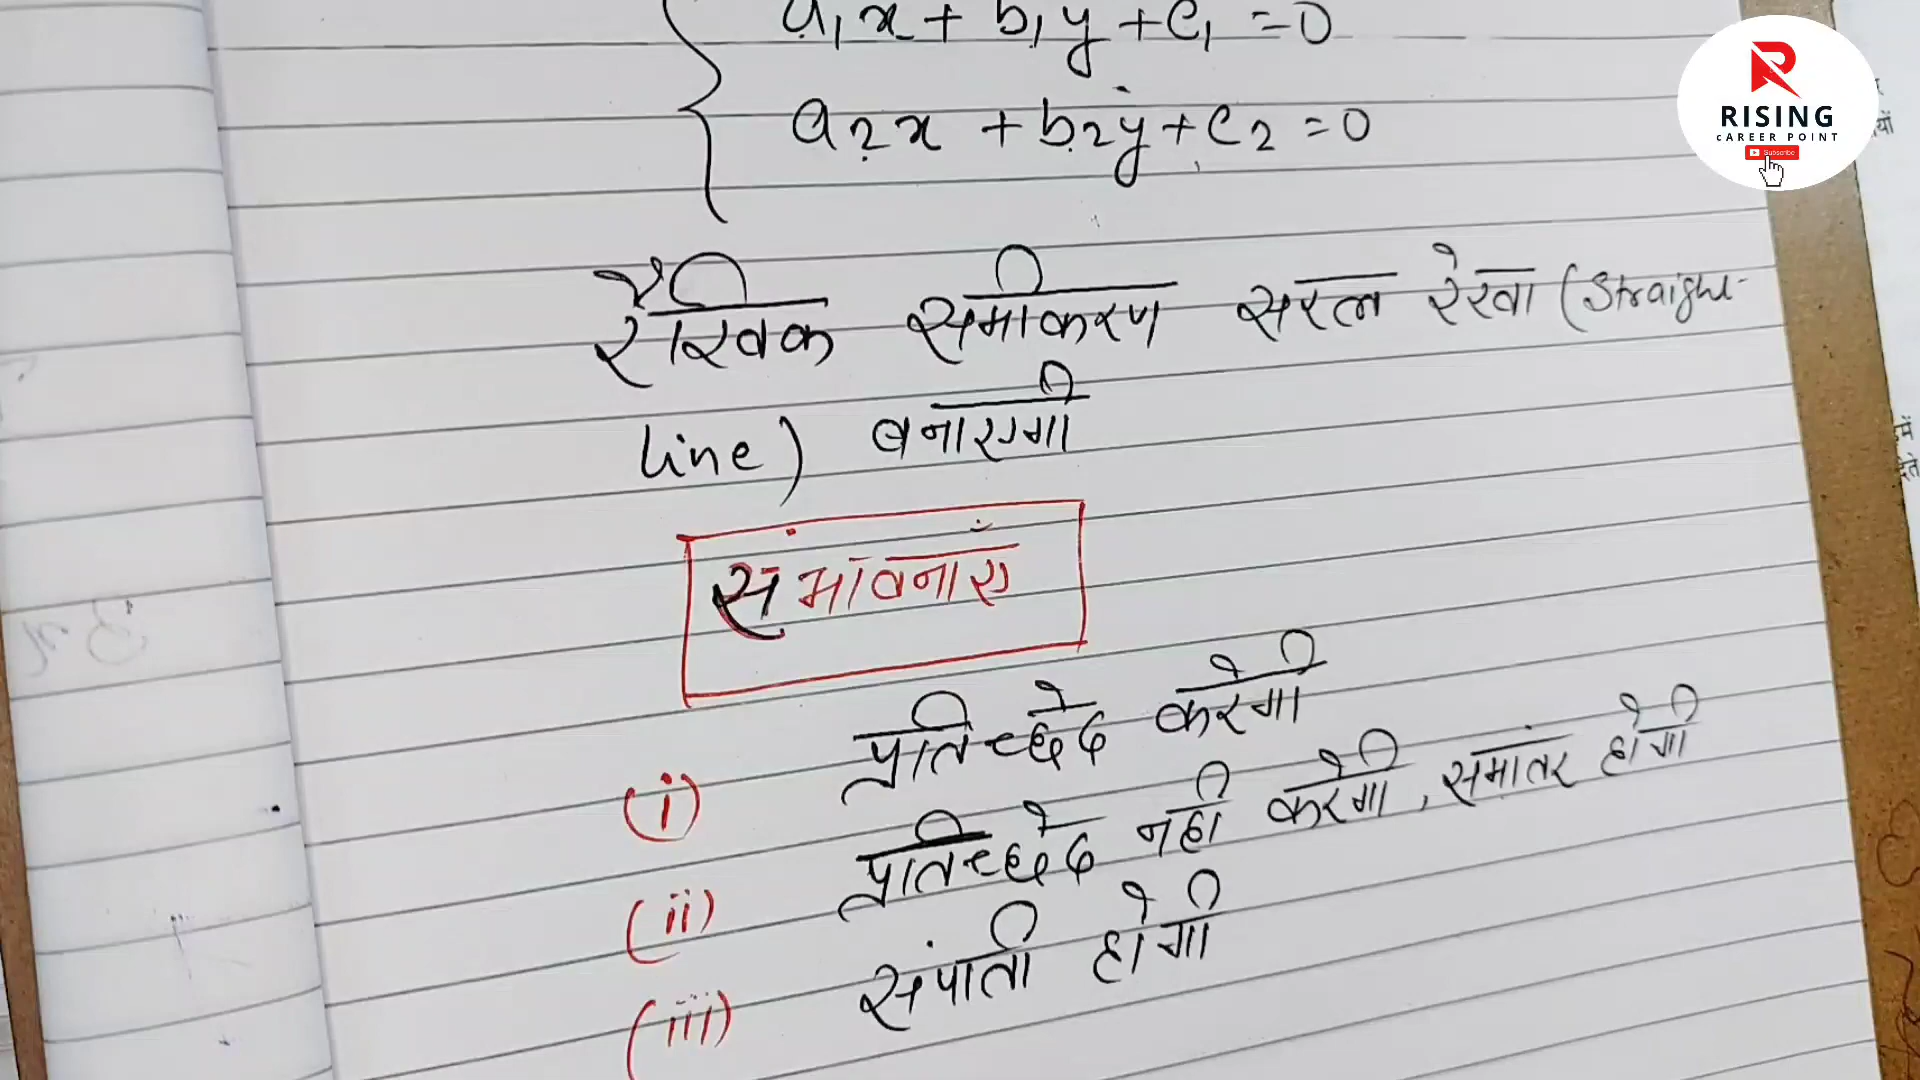 a₁x + b₁y + c₁ = 0
a₂x + b₂y + c₂ = 0
रैखिक समीकरण सरल रेखा (Straight-
line) बनाएगी
संभावनाएं
(i) प्रतिच्छेद करेगी
(ii) प्रतिच्छेद नही करेगी, समांतर होगी
(iii) संपाती होगी
RISING
CAREER POINT
Subscribe